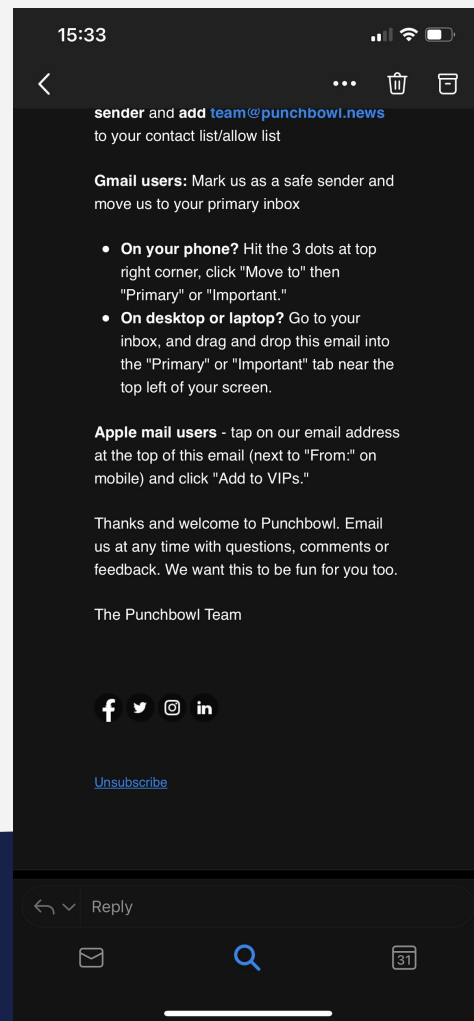 15:33
sender and add team@punchbowl.news
to your contact list/allow list
Gmail users: Mark us as a safe sender and
move us to your primary inbox
On your phone? Hit the 3 dots at top
right corner, click "Move to" then
"Primary" or "Important."
On desktop or laptop? Go to your
inbox, and drag and drop this email into
the "Primary" or "Important" tab near the
top left of your screen.
Apple mail users - tap on our email address
at the top of this email (next to "From:" on
mobile) and click "Add to VIPs."
Thanks and welcome to Punchbowl. Email
us at any time with questions, comments or
feedback. We want this to be fun for you too.
The Punchbowl Team
Unsubscribe
Reply
31